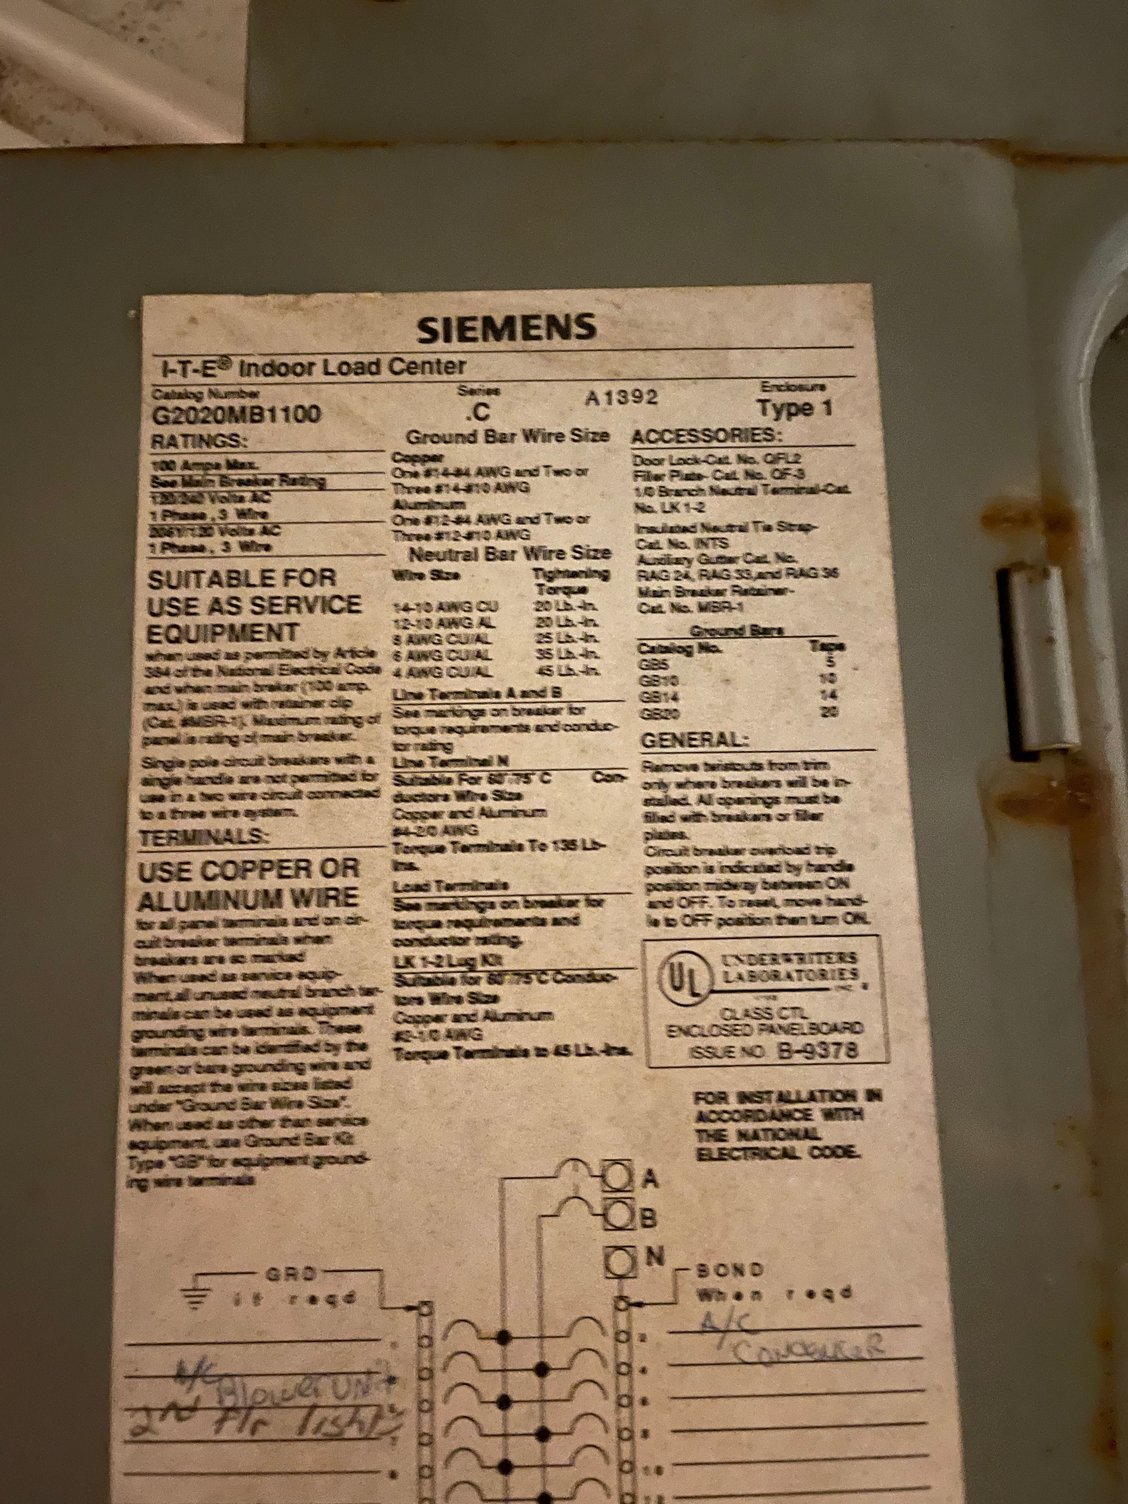 SIEMENS
I-T-E® Indoor Load Center
Catalog Number
G2020MB1100
Series
.C
A1392
Enclosure
Type 1
RATINGS:
100 Amps Max.
See Main Breaker Rating
120/240 Volts AC
1 Phase, 3 Wire
208Y/120 Volts AC
1 Phase, 3 Wire
SUITABLE FOR
USE AS SERVICE
EQUIPMENT
when used as permitted by Article
384 of the National Electrical Code
and when main breaker (100 amp.
max.) is used with retainer clip
(Cat. #MBR-1). Maximum rating of
panel is rating of main breaker.
Single pole circuit breakers with a
single handle are not permitted for
use in a two wire circuit connected
to a three wire system.
TERMINALS:
USE COPPER OR
ALUMINUM WIRE
for all panel terminals and on cir-
cuit breaker terminals when
breakers are so marked
When used as service equip-
ment,all unused neutral branch ter-
minals can be used as equipment
grounding wire terminals. These
terminals can be identified by the
green or bare grounding wire and
will accept the wire sizes listed
under "Ground Bar Wire Size".
When used as other than service
equipment, use Ground Bar Kit
Type "GB" for equipment ground-
ing wire terminals
Ground Bar Wire Size
Copper
One #14-#4 AWG and Two or
Three #14-#10 AWG
Aluminum
One #12-#4 AWG and Two or
Three #12-#10 AWG
Neutral Bar Wire Size
Wire Size Tightening
Torque
14-10 AWG CU 20 Lb.-In.
12-10 AWG AL 20 Lb.-In.
8 AWG CU/AL 25 Lb.-In.
6 AWG CU/AL 35 Lb.-In.
4 AWG CU/AL 45 Lb.-In.
Line Terminals A and B
See markings on breaker for
torque requirements and conduc-
tor rating
Line Terminal N
Suitable For 60°/75°C Con-
ductors Wire Size
Copper and Aluminum
#4-2/0 AWG
Torque Terminals To 135 Lb-
Ins.
Load Terminals
See markings on breaker for
torque requirements and
conductor rating.
LK 1-2 Lug Kit
Suitable for 60°/75°C Conduc-
tors Wire Size
Copper and Aluminum
#2-1/0 AWG
Torque Terminals to 45 Lb.-Ins.
ACCESSORIES:
Door Lock-Cat. No. QFL2
Filler Plate- Cat. No. QF-3
1/0 Branch Neutral Terminal-Cat.
No. LK 1-2
Insulated Neutral Tie Strap-
Cat. No. INTS
Auxiliary Gutter Cat. No.
RAG 24, RAG 33,and RAG 36
Main Breaker Retainer-
Cat. No. MBR-1
Ground Bars
Catalog No. Taps
GB5 5
GB10 10
GB14 14
GB20 20
GENERAL:
Remove twistouts from trim
only where breakers will be in-
stalled. All openings must be
filled with breakers or filler
plates.
Circuit breaker overload trip
position is indicated by handle
position midway between ON
and OFF. To reset, move hand-
le to OFF position then turn ON.
UL
UNDERWRITERS
LABORATORIES
INC. ®
CLASS CTL
ENCLOSED PANELBOARD
ISSUE NO. B-9378
FOR INSTALLATION IN
ACCORDANCE WITH
THE NATIONAL
ELECTRICAL CODE.
A
B
N
GRD
if reqd
BOND
When reqd
A/C
CONDENSER
A/C
Blower Unit
2nd Flr lights
7
9
2
4
6
8
10
12